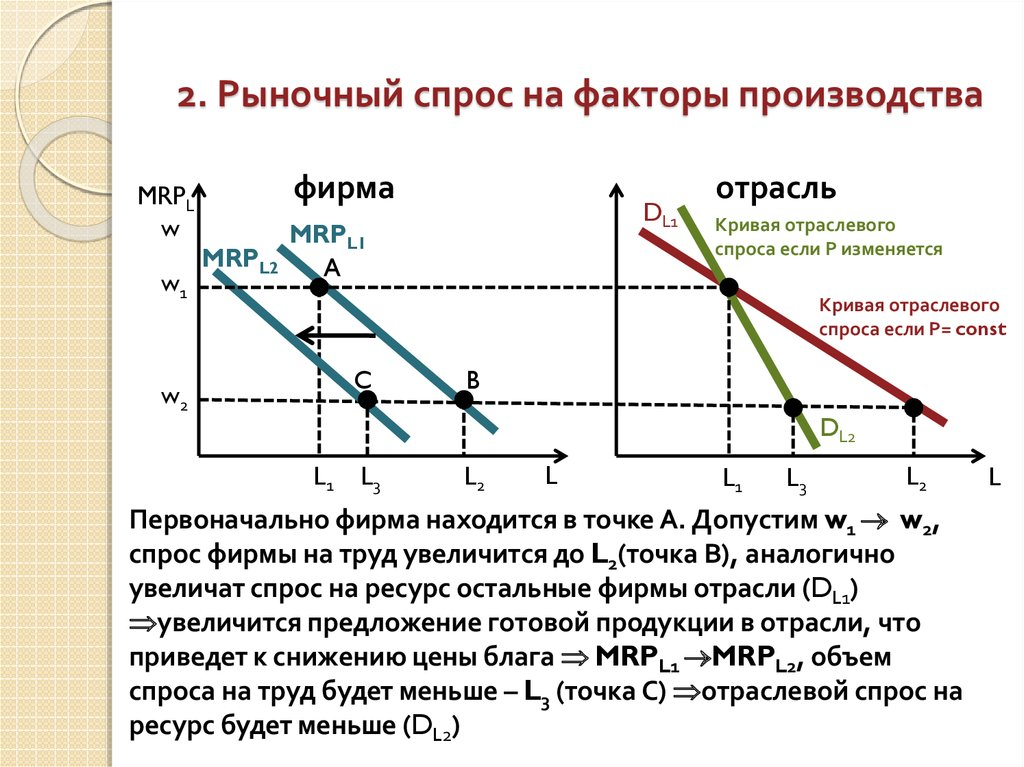 2. Рыночный спрос на факторы производства
MRPL
w
фирма
MRPL1
MRPL2
A
w1
C
B
w2
L1 L3 L2 L
отрасль
DL1
Кривая отраслевого
спроса если Р изменяется
Кривая отраслевого
спроса если Р= const
DL2
L1 L3 L2 L
Первоначально фирма находится в точке А. Допустим w1 → w2,
спрос фирмы на труд увеличится до L2(точка В), аналогично
увеличат спрос на ресурс остальные фирмы отрасли (DL1)
⇒увеличится предложение готовой продукции в отрасли, что
приведет к снижению цены блага ⇒ MRPL1 →MRPL2, объем
спроса на труд будет меньше – L3 (точка С) ⇒отраслевой спрос на
ресурс будет меньше (DL2)